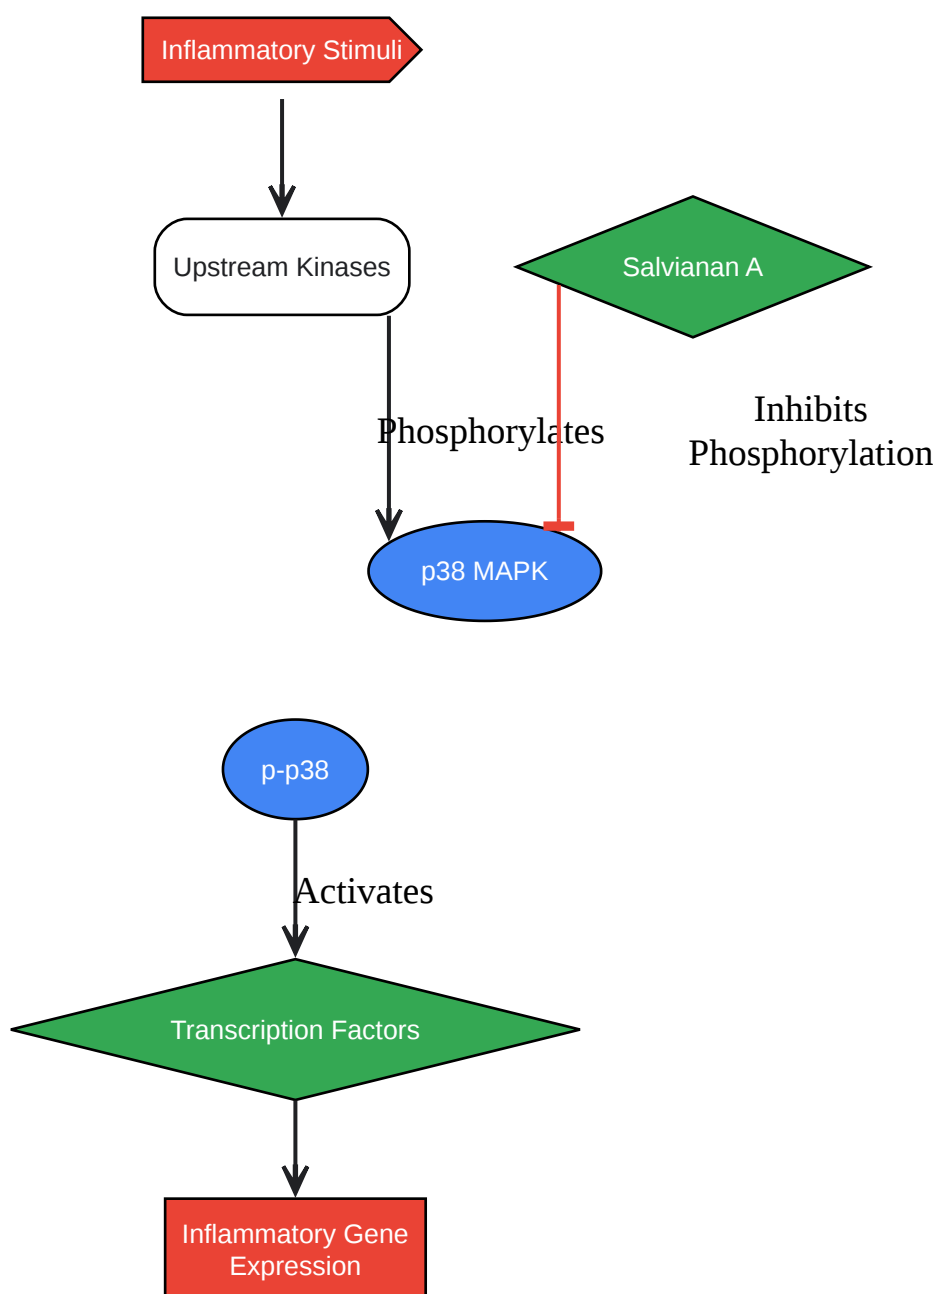 Inflammatory Stimuli
Upstream Kinases
Salvianan A
Phosphorylates
Inhibits
Phosphorylation
p38 MAPK
p-p38
Activates
Transcription Factors
Inflammatory Gene
Expression